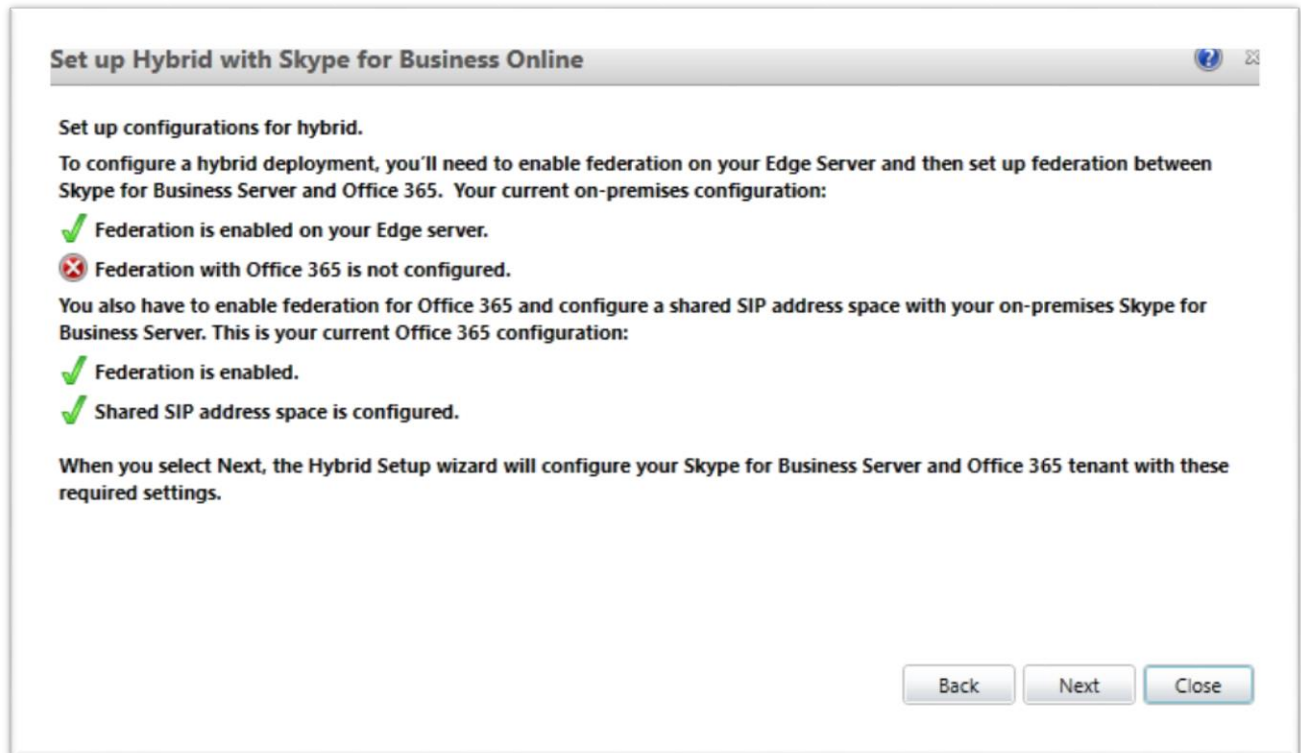 Set up Hybrid with Skype for Business Online
Set up configurations for hybrid.
To configure a hybrid deployment, you'll need to enable federation on your Edge Server and then set up federation between
Skype for Business Server and Office 365.  Your current on-premises configuration:
Federation is enabled on your Edge server.
Federation with Office 365 is not configured.
You also have to enable federation for Office 365 and configure a shared SIP address space with your on-premises Skype for
Business Server. This is your current Office 365 configuration:
Federation is enabled.
Shared SIP address space is configured.
When you select Next, the Hybrid Setup wizard will configure your Skype for Business Server and Office 365 tenant with these
required settings.
Back Next Close